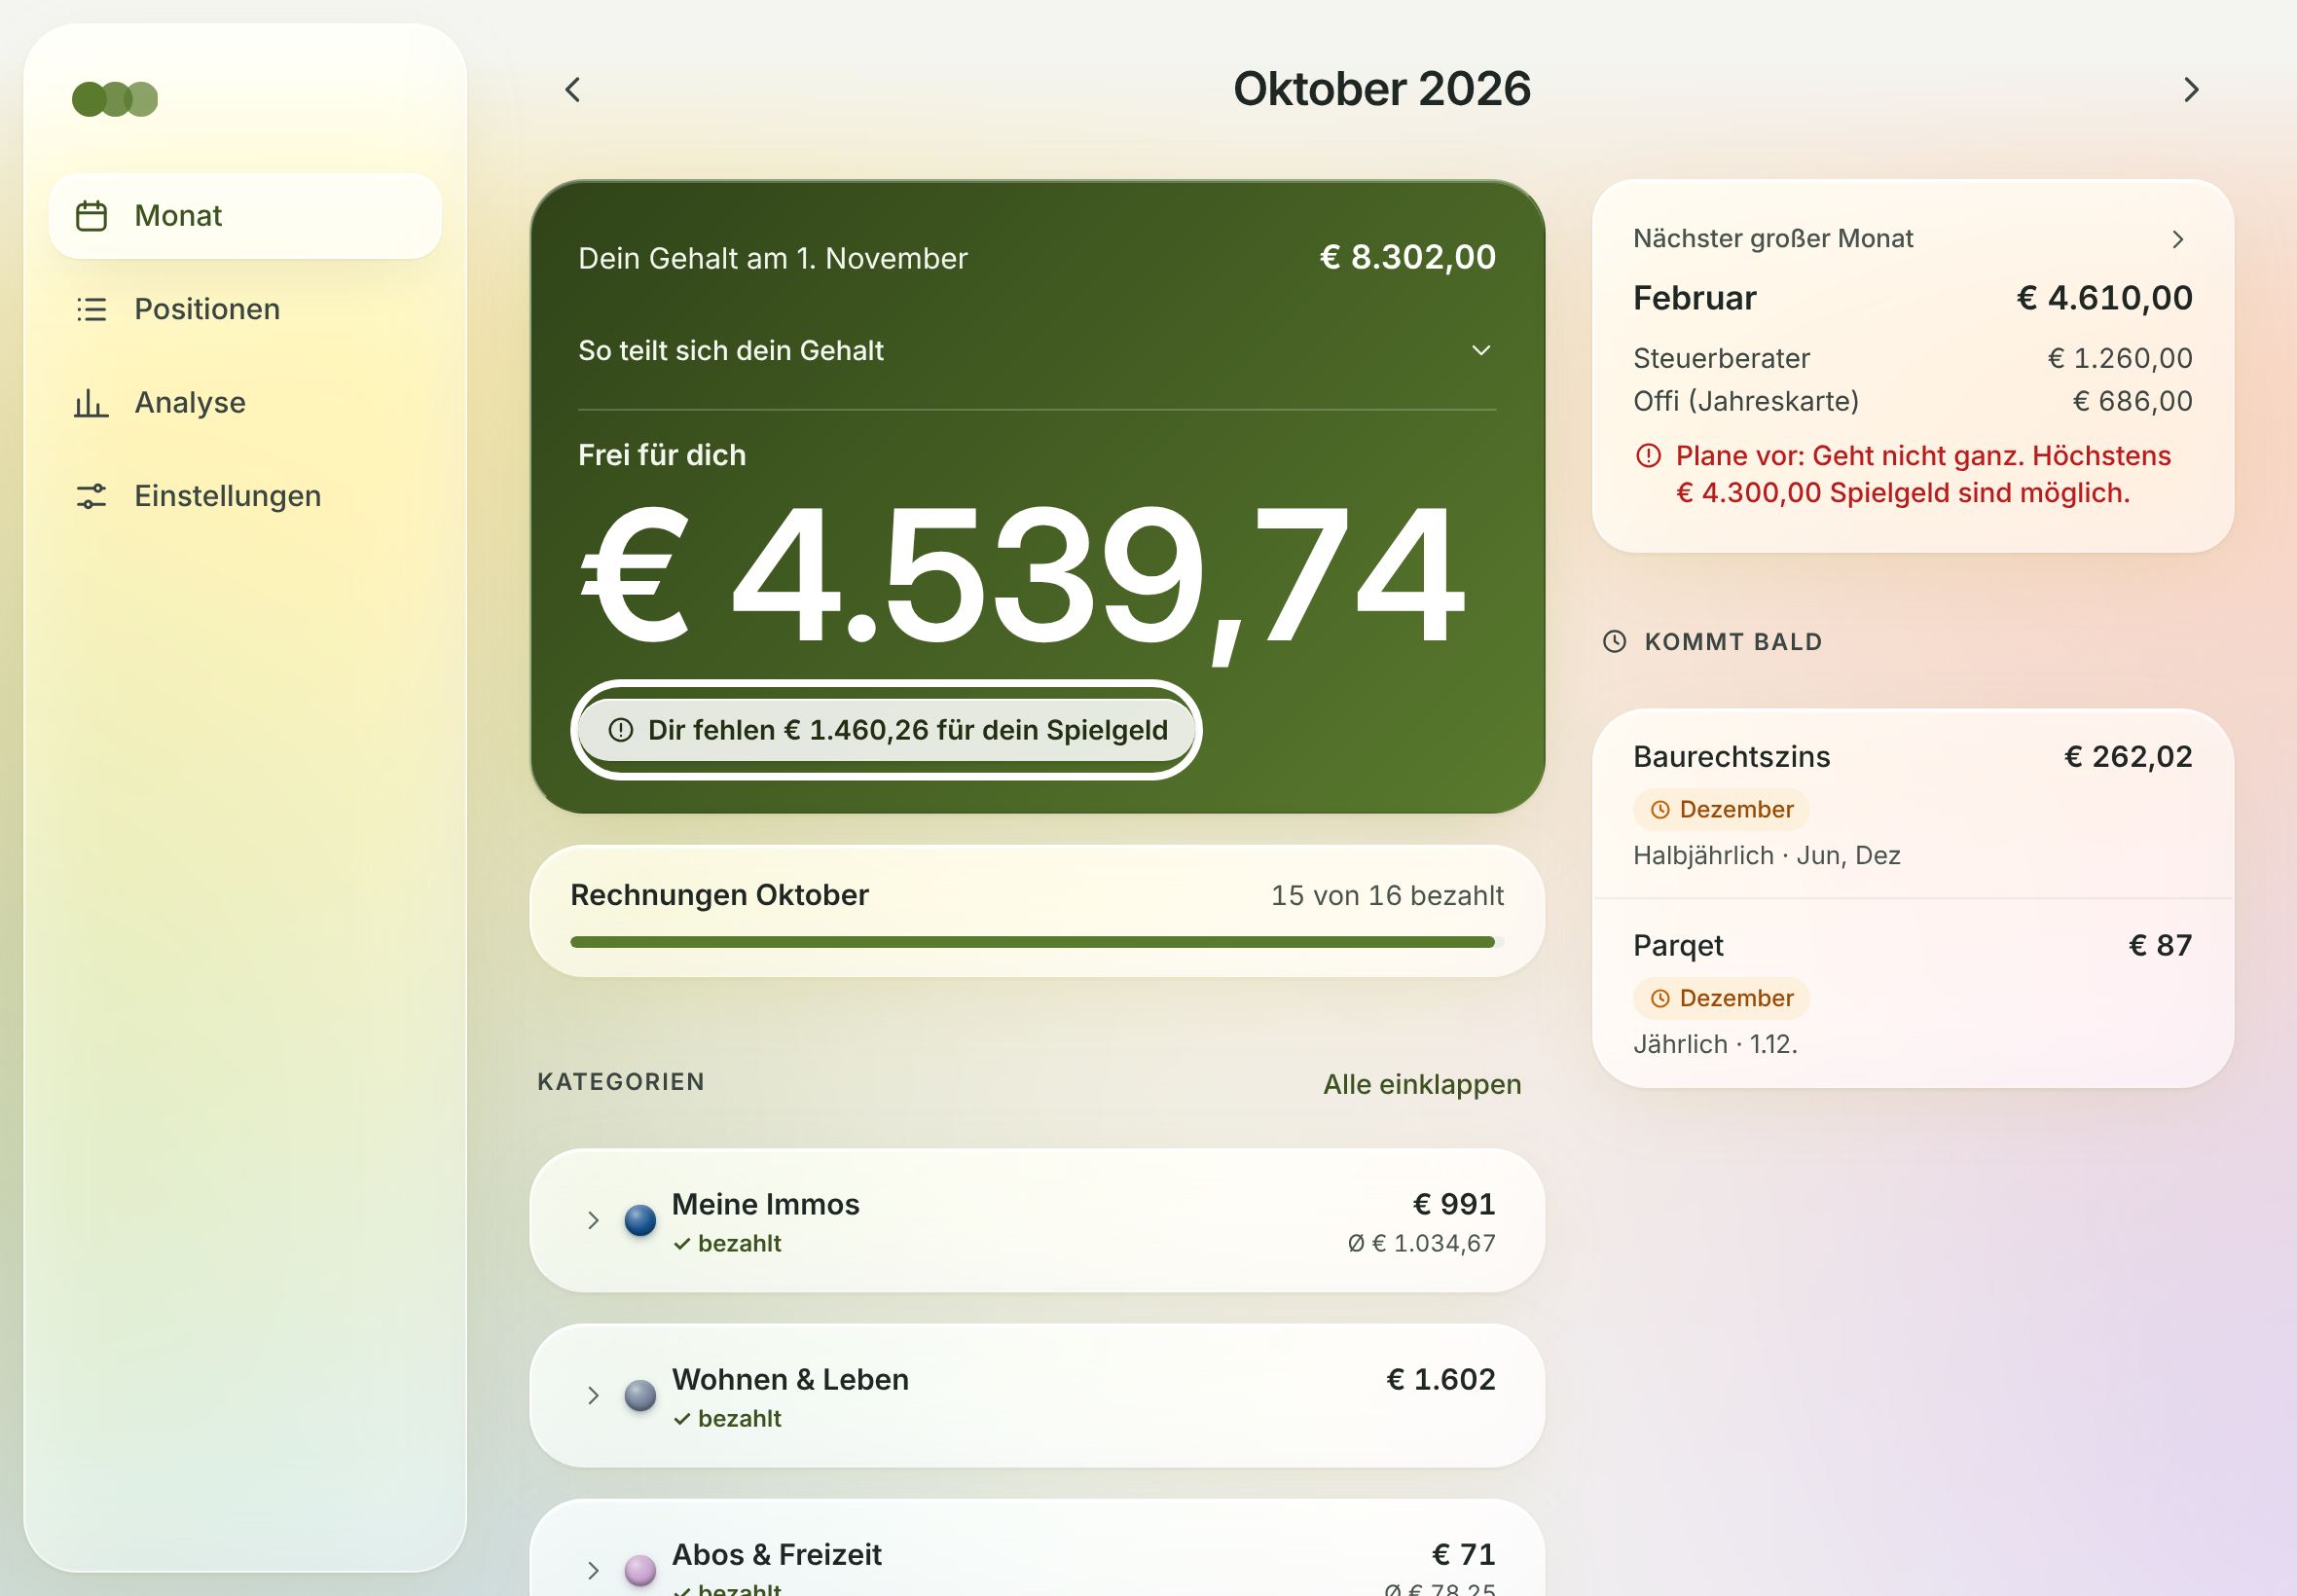 Oktober 2026
Monat
Positionen
Analyse
Einstellungen
Dein Gehalt am 1. November € 8.302,00
So teilt sich dein Gehalt
Frei für dich
€ 4.539,74
Dir fehlen € 1.460,26 für dein Spielgeld
Rechnungen Oktober 15 von 16 bezahlt
KATEGORIEN Alle einklappen
Meine Immos € 991
bezahlt Ø € 1.034,67
Wohnen & Leben € 1.602
bezahlt
Abos & Freizeit € 71
bezahlt Ø € 78,25
Nächster großer Monat
Februar € 4.610,00
Steuerberater € 1.260,00
Offi (Jahreskarte) € 686,00
Plane vor: Geht nicht ganz. Höchstens
€ 4.300,00 Spielgeld sind möglich.
KOMMT BALD
Baurechtszins € 262,02
Dezember
Halbjährlich · Jun, Dez
Parqet € 87
Dezember
Jährlich · 1.12.